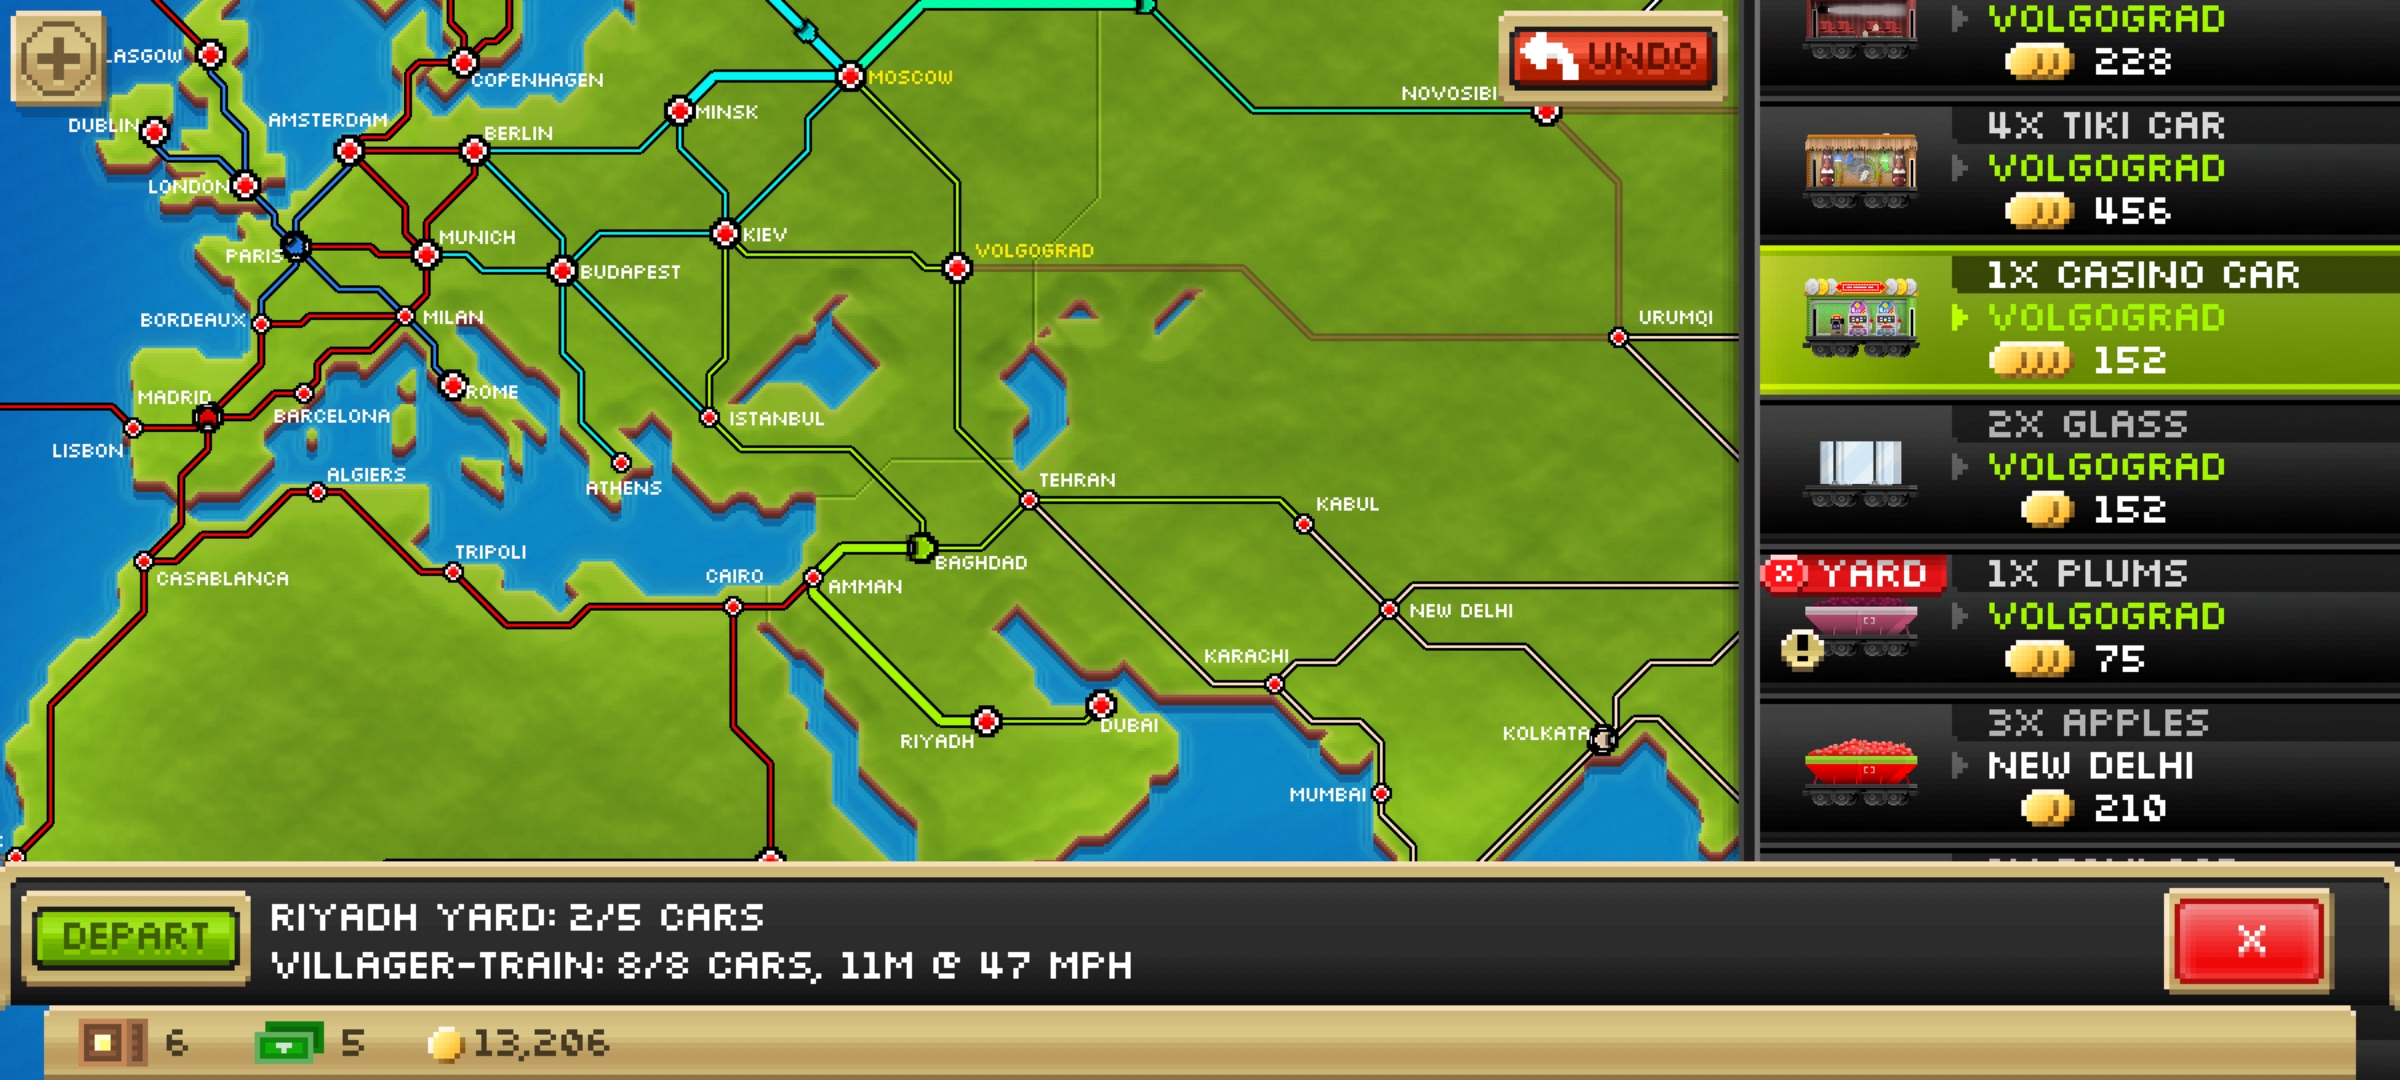 UNDO
VOLGOGRAD
228
4X TIKI CAR
VOLGOGRAD
456
1X CASINO CAR
VOLGOGRAD
152
2X GLASS
VOLGOGRAD
152
YARD
1X PLUMS
VOLGOGRAD
75
3X APPLES
NEW DELHI
210
LASGOW
COPENHAGEN
MOSCOW
NOVOSIBI
MINSK
DUBLIN
AMSTERDAM
BERLIN
LONDON
PARIS
MUNICH
KIEV
VOLGOGRAD
BUDAPEST
BORDEAUX
MILAN
URUMQI
MADRID
ROME
BARCELONA
ISTANBUL
LISBON
ALGIERS
ATHENS
TEHRAN
KABUL
TRIPOLI
CASABLANCA
CAIRO
AMMAN
BAGHDAD
NEW DELHI
KARACHI
RIYADH
DUBAI
KOLKATA
MUMBAI
DEPART
RIYADH YARD: 2/5 CARS
VILLAGER-TRAIN: 8/8 CARS, 11M @ 47 MPH
X
6
5
13,206